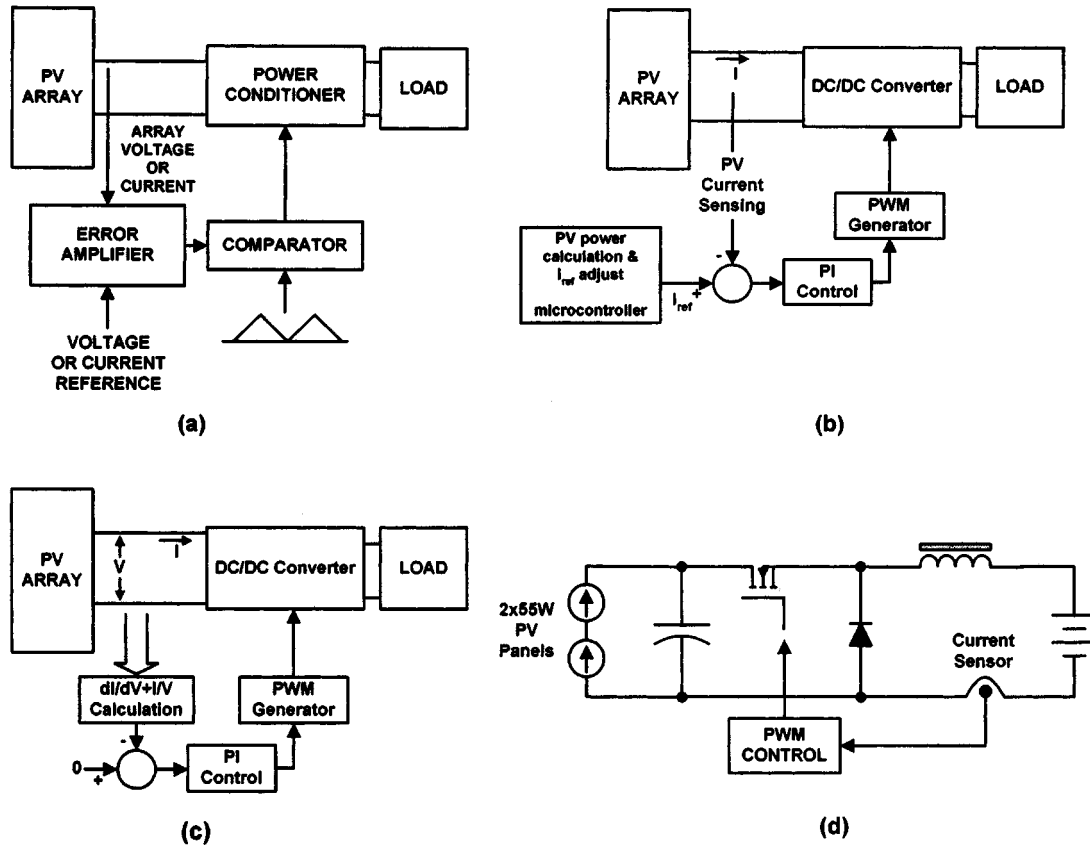 PV
ARRAY
POWER
CONDITIONER
LOAD
ARRAY
VOLTAGE
OR
CURRENT
ERROR
AMPLIFIER
COMPARATOR
VOLTAGE
OR CURRENT
REFERENCE
(a)
PV
ARRAY
I
DC/DC Converter
LOAD
PV
Current
Sensing
PWM
Generator
PV power
calculation &
Iref adjust
microcontroller
-
Iref
+
PI
Control
(b)
PV
ARRAY
V
I
DC/DC Converter
LOAD
dI/dV+I/V
Calculation
PWM
Generator
-
0
+
PI
Control
(c)
2x55W
PV
Panels
Current
Sensor
PWM
CONTROL
(d)